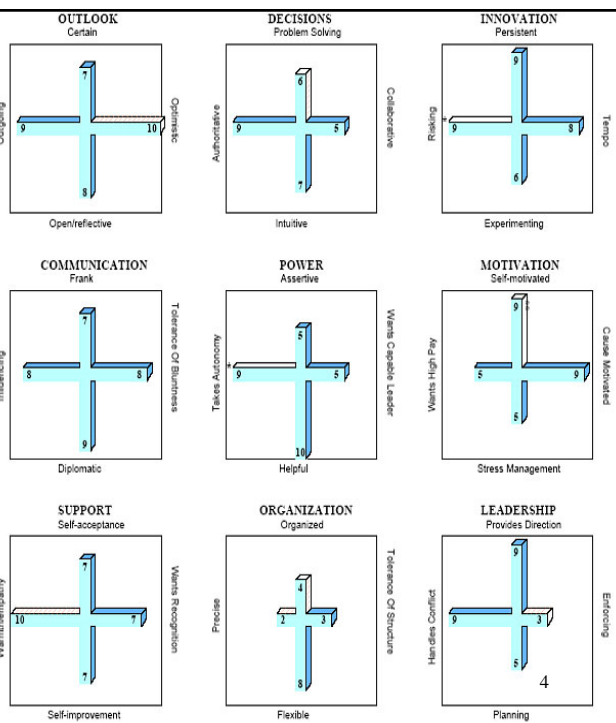 OUTLOOK
Certain
7
9
10
8
Optimistic
Open/reflective
DECISIONS
Problem Solving
Authoritative
6
9
5
7
Collaborative
Intuitive
INNOVATION
Persistent
Risking
9
9
8
6
Tempo
Experimenting
COMMUNICATION
Frank
7
8
8
9
Tolerance Of Bluntness
Diplomatic
POWER
Assertive
Takes Autonomy
5
9
5
10
Wants Capable Leader
Helpful
MOTIVATION
Self-motivated
Wants High Pay
9
5
9
5
Cause Motivated
Stress Management
SUPPORT
Self-acceptance
7
10
7
7
Wants Recognition
Self-improvement
ORGANIZATION
Organized
Precise
4
2
3
8
Tolerance Of Structure
Flexible
LEADERSHIP
Provides Direction
Handles Conflict
9
9
3
5
4
Enforcing
Planning